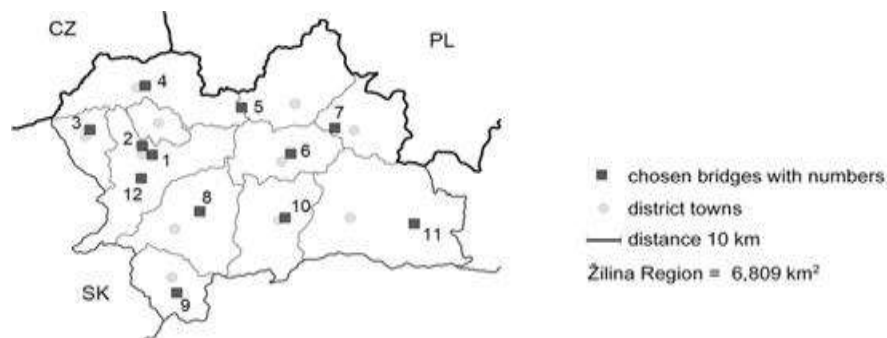 CZ
PL
4
5
7
3
2
1
6
12
8
10
11
9
SK
chosen bridges with numbers
district towns
distance 10 km
Žilina Region = 6,809 km²